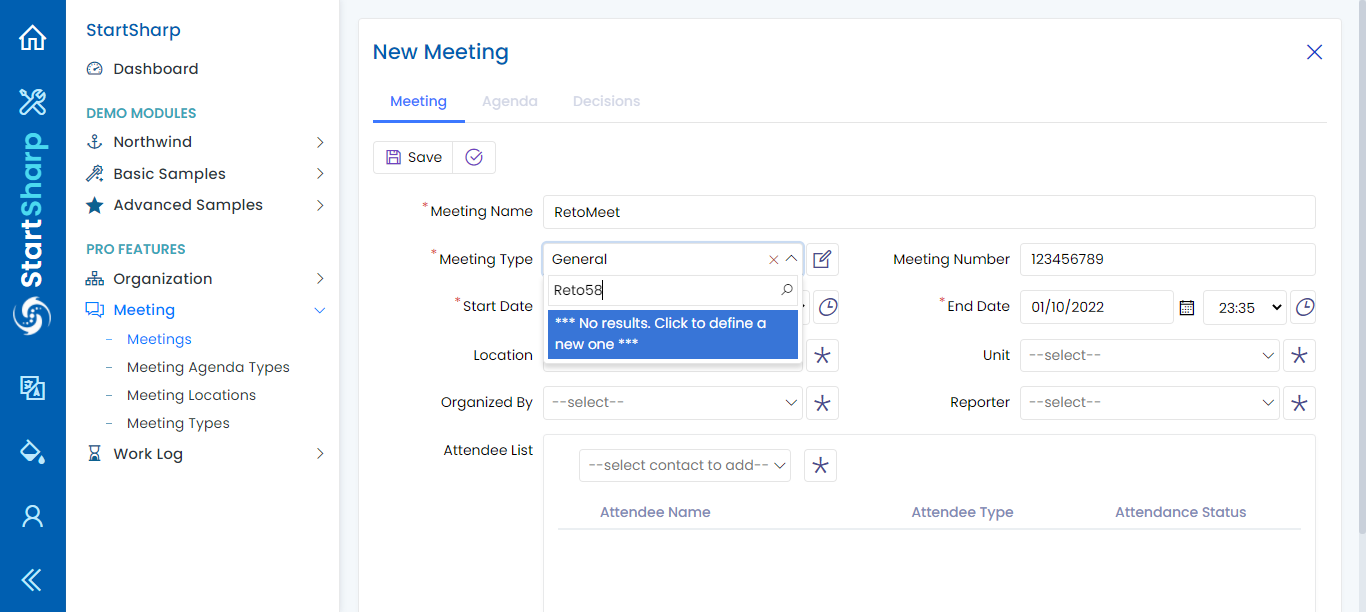 StartSharp
StartSharp
Dashboard
DEMO MODULES
Northwind
Basic Samples
Advanced Samples
PRO FEATURES
Organization
Meeting
– Meetings
– Meeting Agenda Types
– Meeting Locations
– Meeting Types
Work Log
New Meeting
Meeting Agenda Decisions
Save
*Meeting Name RetoMeet
*Meeting Type General
Meeting Number 123456789
Reto58
*** No results. Click to define a
new one ***
*Start Date
*End Date 01/10/2022 23:35
Location
Unit --select--
Organized By --select--
Reporter --select--
Attendee List
--select contact to add--
Attendee Name Attendee Type Attendance Status